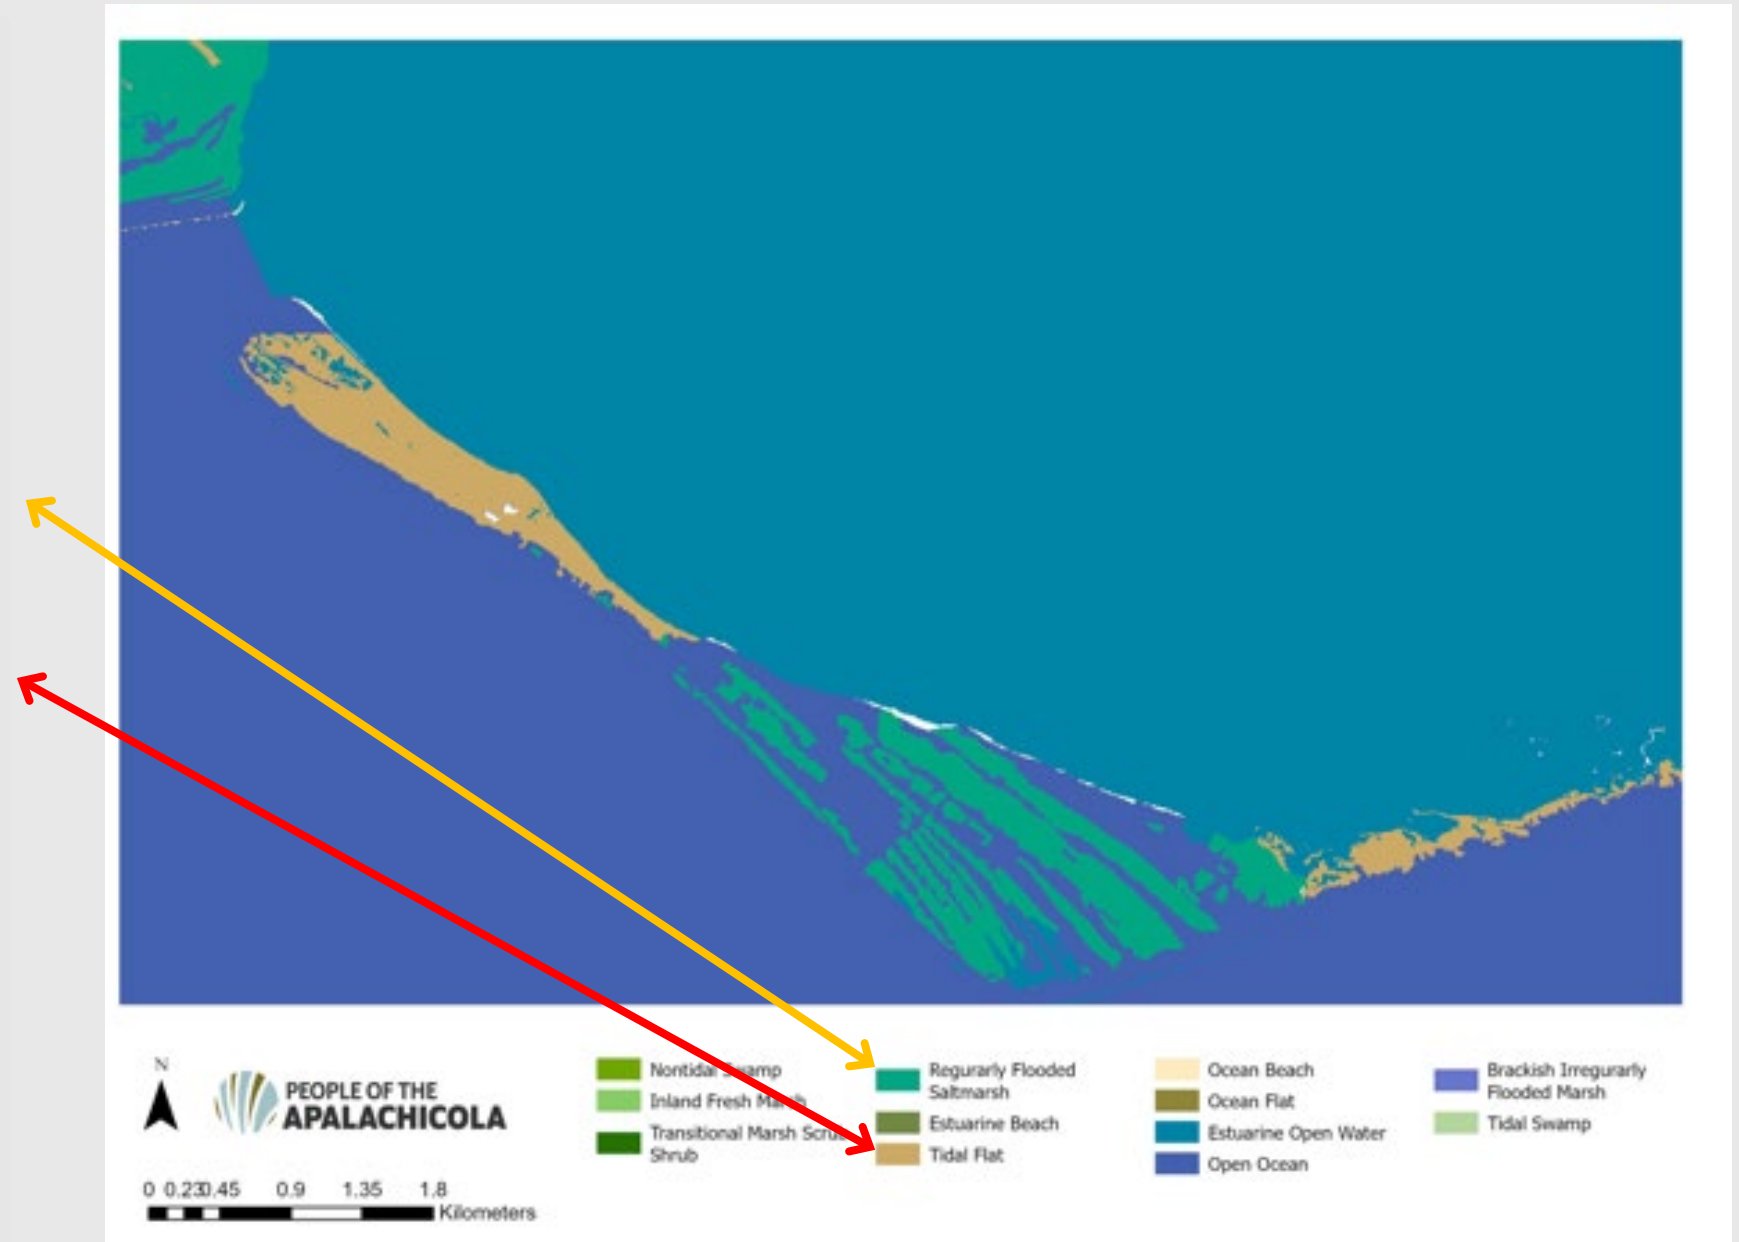 N
PEOPLE OF THE
APALACHICOLA
0 0.230.45 0.9 1.35 1.8
Kilometers
Nontidal Swamp
Inland Fresh Marsh
Transitional Marsh Scrub
Shrub
Regurarly Flooded
Saltmarsh
Estuarine Beach
Tidal Flat
Ocean Beach
Ocean Flat
Estuarine Open Water
Open Ocean
Brackish Irregurarly
Flooded Marsh
Tidal Swamp